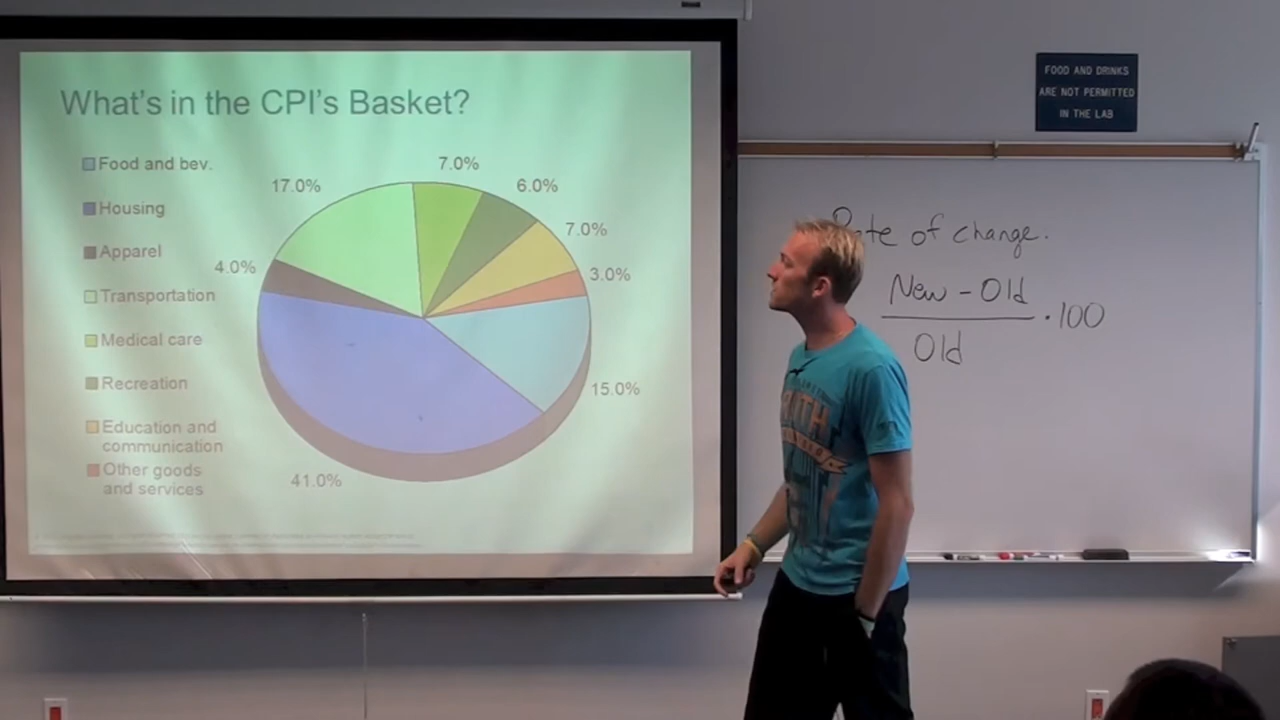 What's in the CPI's Basket?
Food and bev.
Housing
Apparel
Transportation
Medical care
Recreation
Education and
communication
Other goods
and services
7.0%
17.0%
6.0%
7.0%
4.0%
3.0%
15.0%
41.0%
FOOD AND DRINKS
ARE NOT PERMITTED
IN THE LAB
Rate of change.
New - Old
Old
· 100